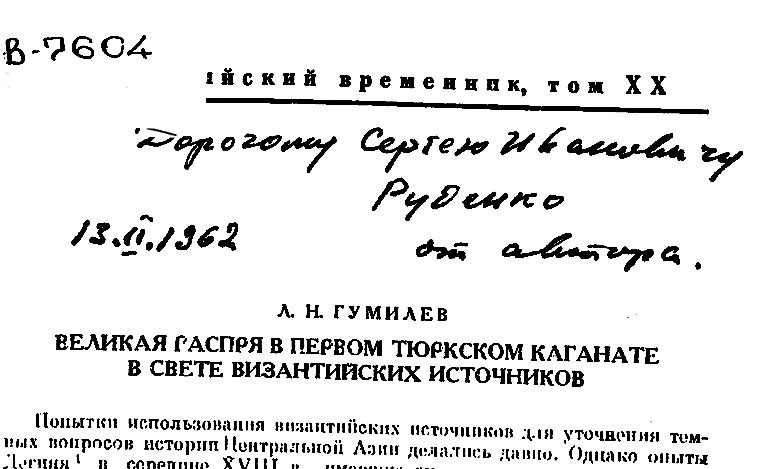 В-7604
ийский временник, том XX
Дорогому Сергею Ивановичу
Руденко
13.II.1962
от автора.
Л. Н. ГУМИЛЕВ
ВЕЛИКАЯ РАСПРЯ В ПЕРВОМ ТЮРКСКОМ КАГАНАТЕ
В СВЕТЕ ВИЗАНТИЙСКИХ ИСТОЧНИКОВ
Попытки использования византийских источников для уточнения тем-
ных вопросов истории Центральной Азии делались давно. Однако опыты
Дегиня¹ в середине XVIII в.